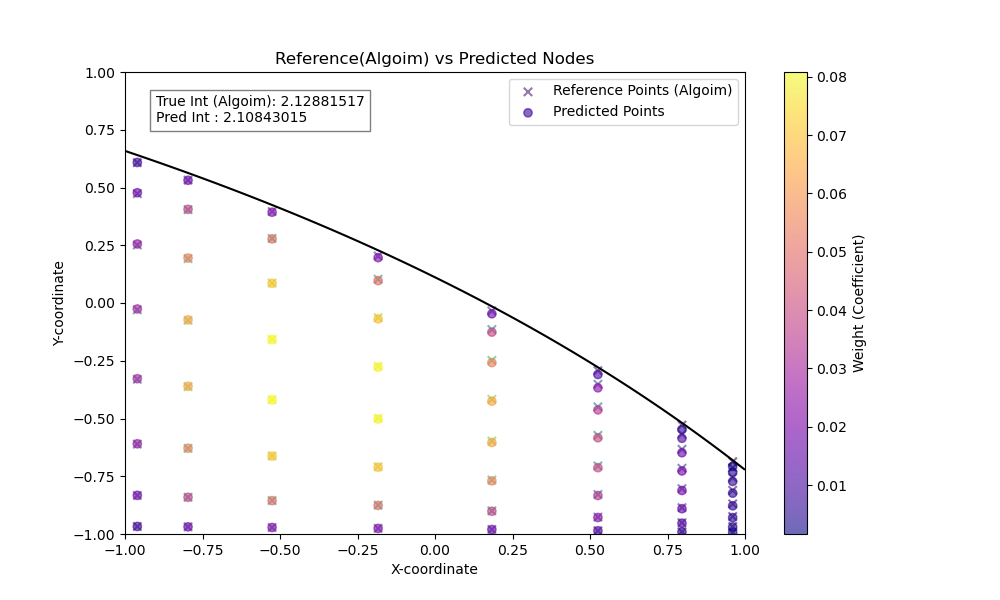 Reference(Algoim) vs Predicted Nodes
True Int (Algoim): 2.12881517
Pred Int : 2.10843015
Reference Points (Algoim)
Predicted Points
Y-coordinate
1.00
0.75
0.50
0.25
0.00
−0.25
−0.50
−0.75
−1.00
−1.00 −0.75 −0.50 −0.25 0.00 0.25 0.50 0.75 1.00
X-coordinate
0.08
0.07
0.06
0.05
0.04
0.03
0.02
0.01
Weight (Coefficient)